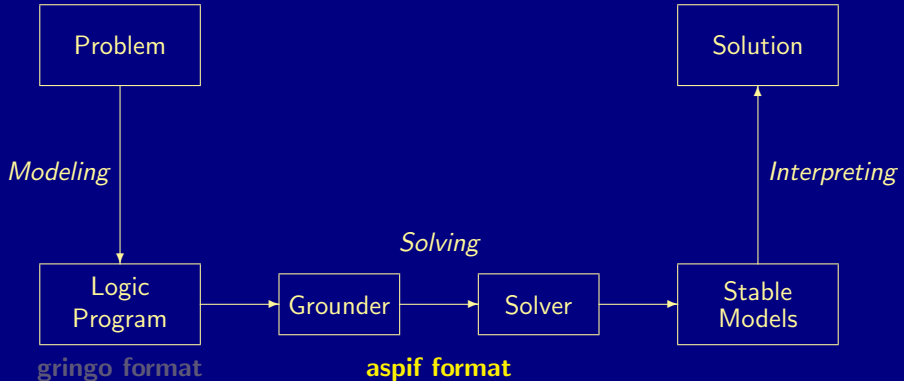 Problem
Solution
Modeling
Interpreting
Solving
Logic
Program
Grounder
Solver
Stable
Models
gringo format
aspif format